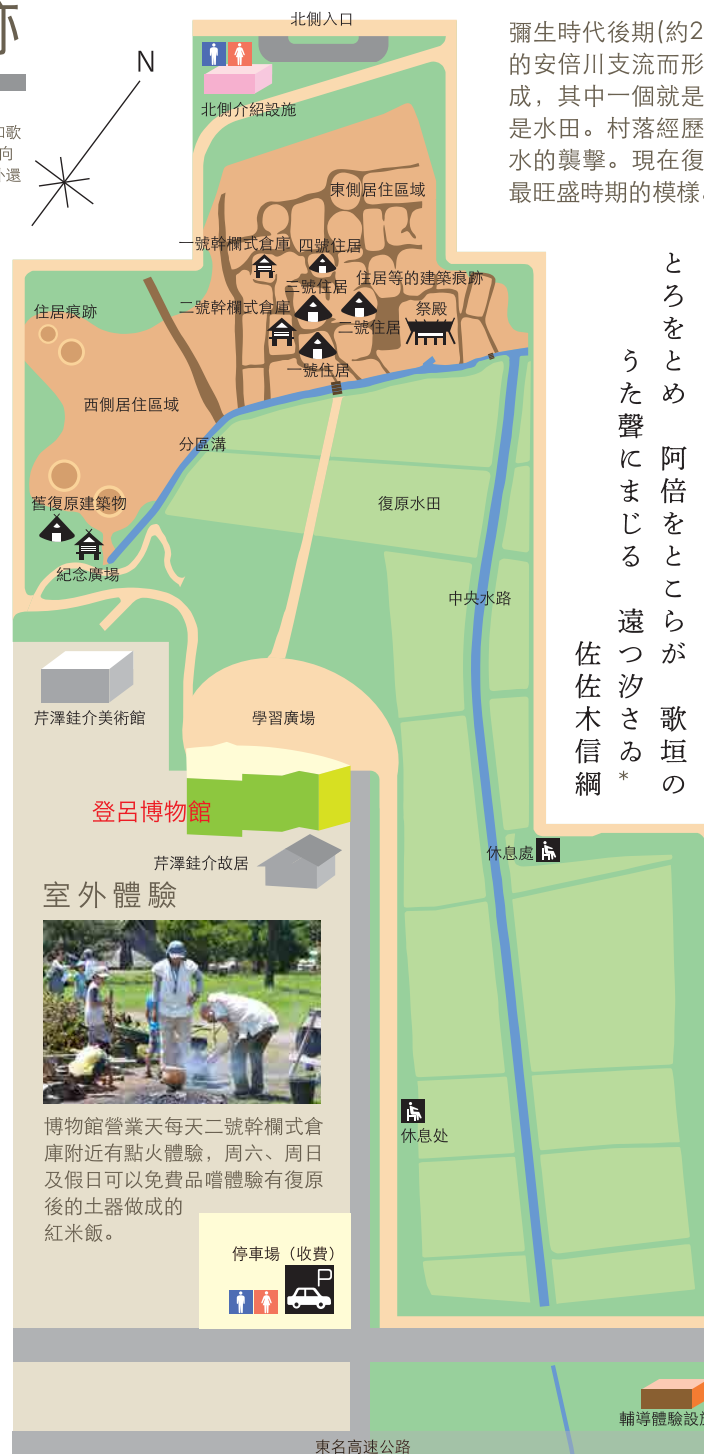 跡
北側入口
N
彌生時代後期(約2
的安倍川支流而形
成，其中一個就是
是水田。村落經歷
水的襲擊。現在復
最旺盛時期的模樣
和歌
向
外還
北側介紹設施
東側居住區域
一號幹欄式倉庫
四號住居
三號住居
住居等的建築痕跡
二號幹欄式倉庫
祭殿
二號住居
住居痕跡
一號住居
西側居住區域
分區溝
とろをとめ　阿倍をとこらが　歌垣の
うた聲にまじる　遠つ汐さゐ*
佐佐木信綱
舊復原建築物
復原水田
紀念廣場
中央水路
芹澤銈介美術館
學習廣場
登呂博物館
芹澤銈介故居
休息處
室外體驗
博物館營業天每天二號幹欄式倉
庫附近有點火體驗，周六、周日
及假日可以免費品嚐體驗有復原
後的土器做成的
紅米飯。
休息处
停車場（收費）
P
輔導體驗設施
東名高速公路